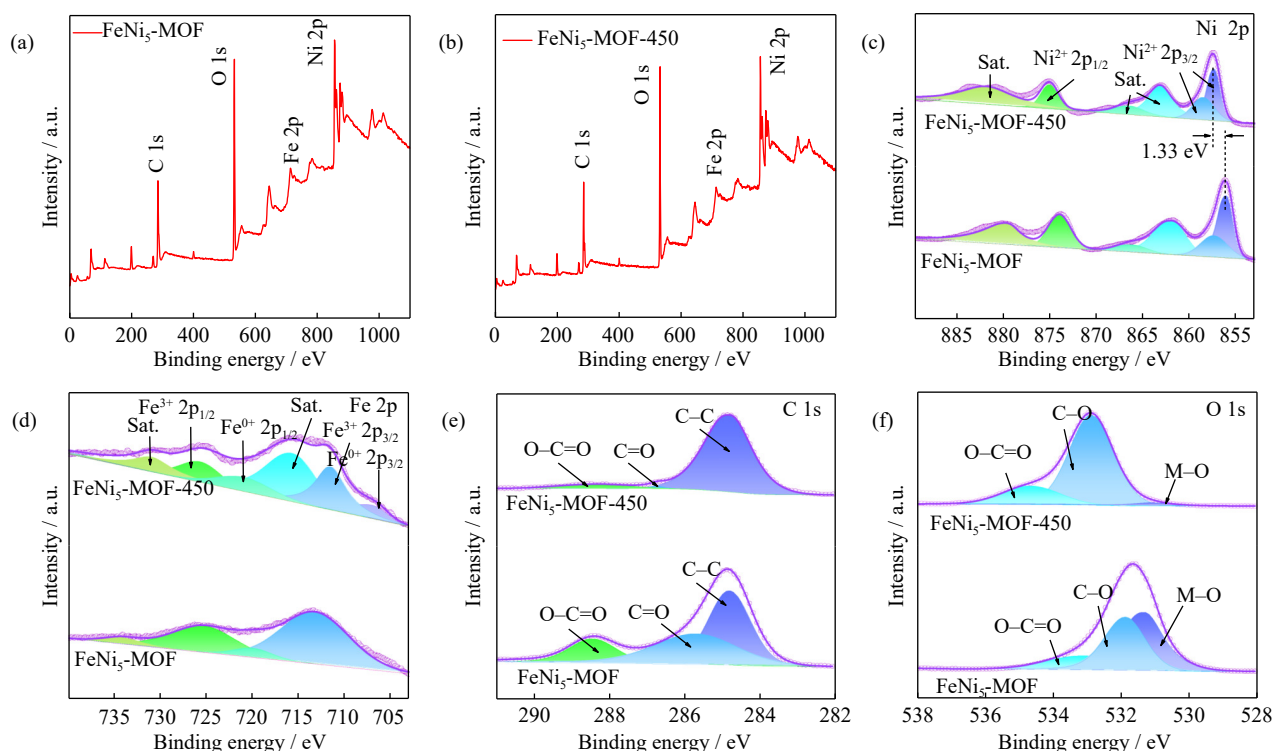 (a)
FeNi₅-MOF
C 1s
O 1s
Fe 2p
Ni 2p
Intensity / a.u.
0 200 400 600 800 1000
Binding energy / eV
(b)
FeNi₅-MOF-450
C 1s
O 1s
Fe 2p
Ni 2p
Intensity / a.u.
0 200 400 600 800 1000
Binding energy / eV
(c)
Ni 2p
Sat.
Ni²⁺ 2p₁/₂
Sat.
Ni²⁺ 2p₃/₂
FeNi₅-MOF-450
1.33 eV
FeNi₅-MOF
Intensity / a.u.
885 880 875 870 865 860 855
Binding energy / eV
(d)
Fe 2p
Sat.
Fe³⁺ 2p₁/₂
Fe⁰⁺ 2p₁/₂
Sat.
Fe³⁺ 2p₃/₂
Fe⁰⁺ 2p₃/₂
FeNi₅-MOF-450
FeNi₅-MOF
Intensity / a.u.
735 730 725 720 715 710 705
Binding energy / eV
(e)
C 1s
C–C
O–C=O
C=O
FeNi₅-MOF-450
C–C
O–C=O
C=O
FeNi₅-MOF
Intensity / a.u.
290 288 286 284 282
Binding energy / eV
(f)
O 1s
C–O
O–C=O
M–O
FeNi₅-MOF-450
C–O
M–O
O–C=O
FeNi₅-MOF
Intensity / a.u.
538 536 534 532 530 528
Binding energy / eV